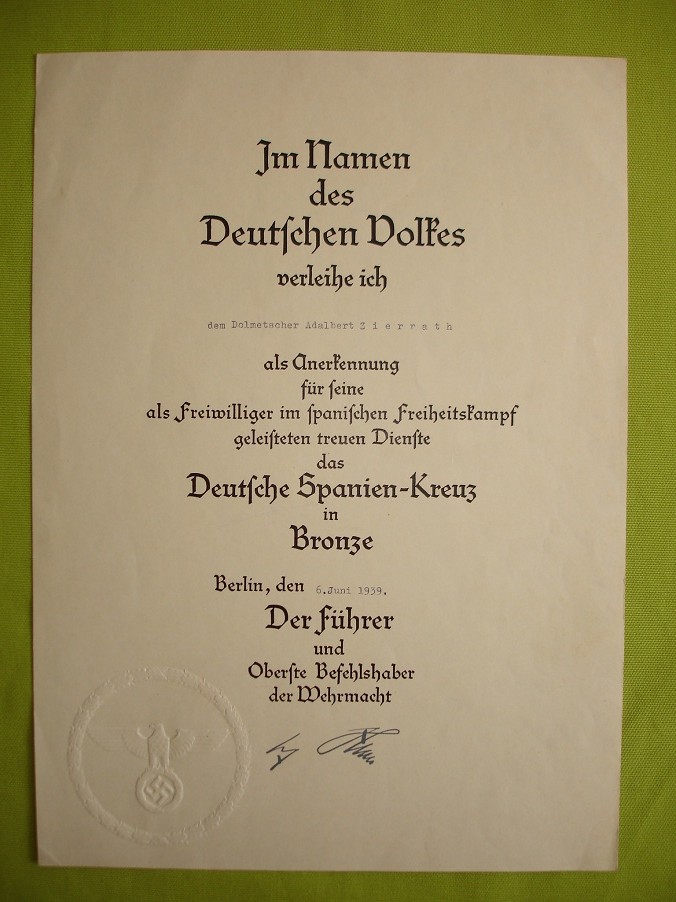 Im Namen
des
Deutschen Volkes
verleihe ich
dem Dolmetscher Adalbert Z i e r r a t h
als Anerkennung
für seine
als Freiwilliger im spanischen Freiheitskampf
geleisteten treuen Dienste
das
Deutsche Spanien-Kreuz
in
Bronze
Berlin, den 6.Juni 1939.
Der Führer
und
Oberste Befehlshaber
der Wehrmacht